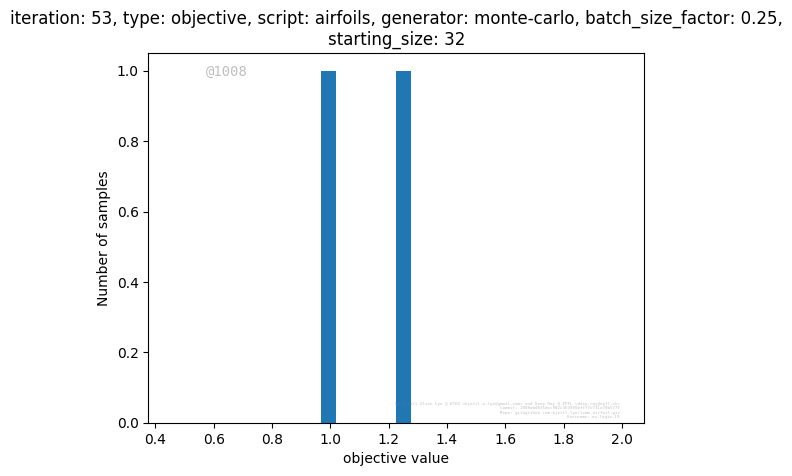 iteration: 53, type: objective, script: airfoils, generator: monte-carlo, batch_size_factor: 0.25,
starting_size: 32
@1008
1.0
0.8
0.6
0.4
0.2
0.0
Number of samples
0.4 0.6 0.8 1.0 1.2 1.4 1.6 1.8 2.0
objective value